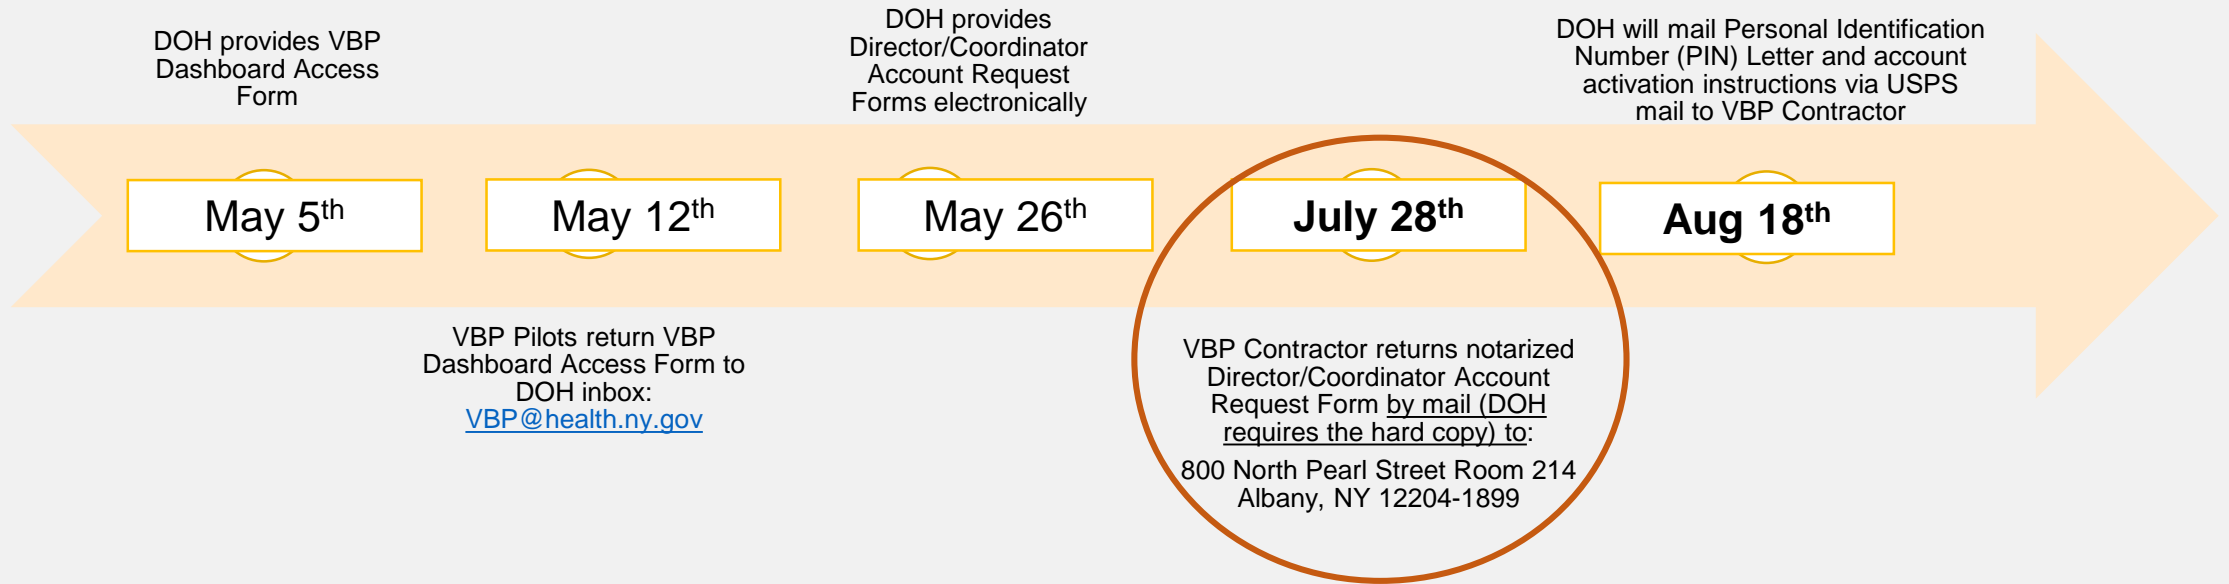 DOH provides VBP
Dashboard Access
Form
May 5th
May 12th
VBP Pilots return VBP
Dashboard Access Form to
DOH inbox:
VBP@health.ny.gov
DOH provides
Director/Coordinator
Account Request
Forms electronically
May 26th
July 28th
VBP Contractor returns notarized
Director/Coordinator Account
Request Form by mail (DOH
requires the hard copy) to:
800 North Pearl Street Room 214
Albany, NY 12204-1899
DOH will mail Personal Identification
Number (PIN) Letter and account
activation instructions via USPS
mail to VBP Contractor
Aug 18th